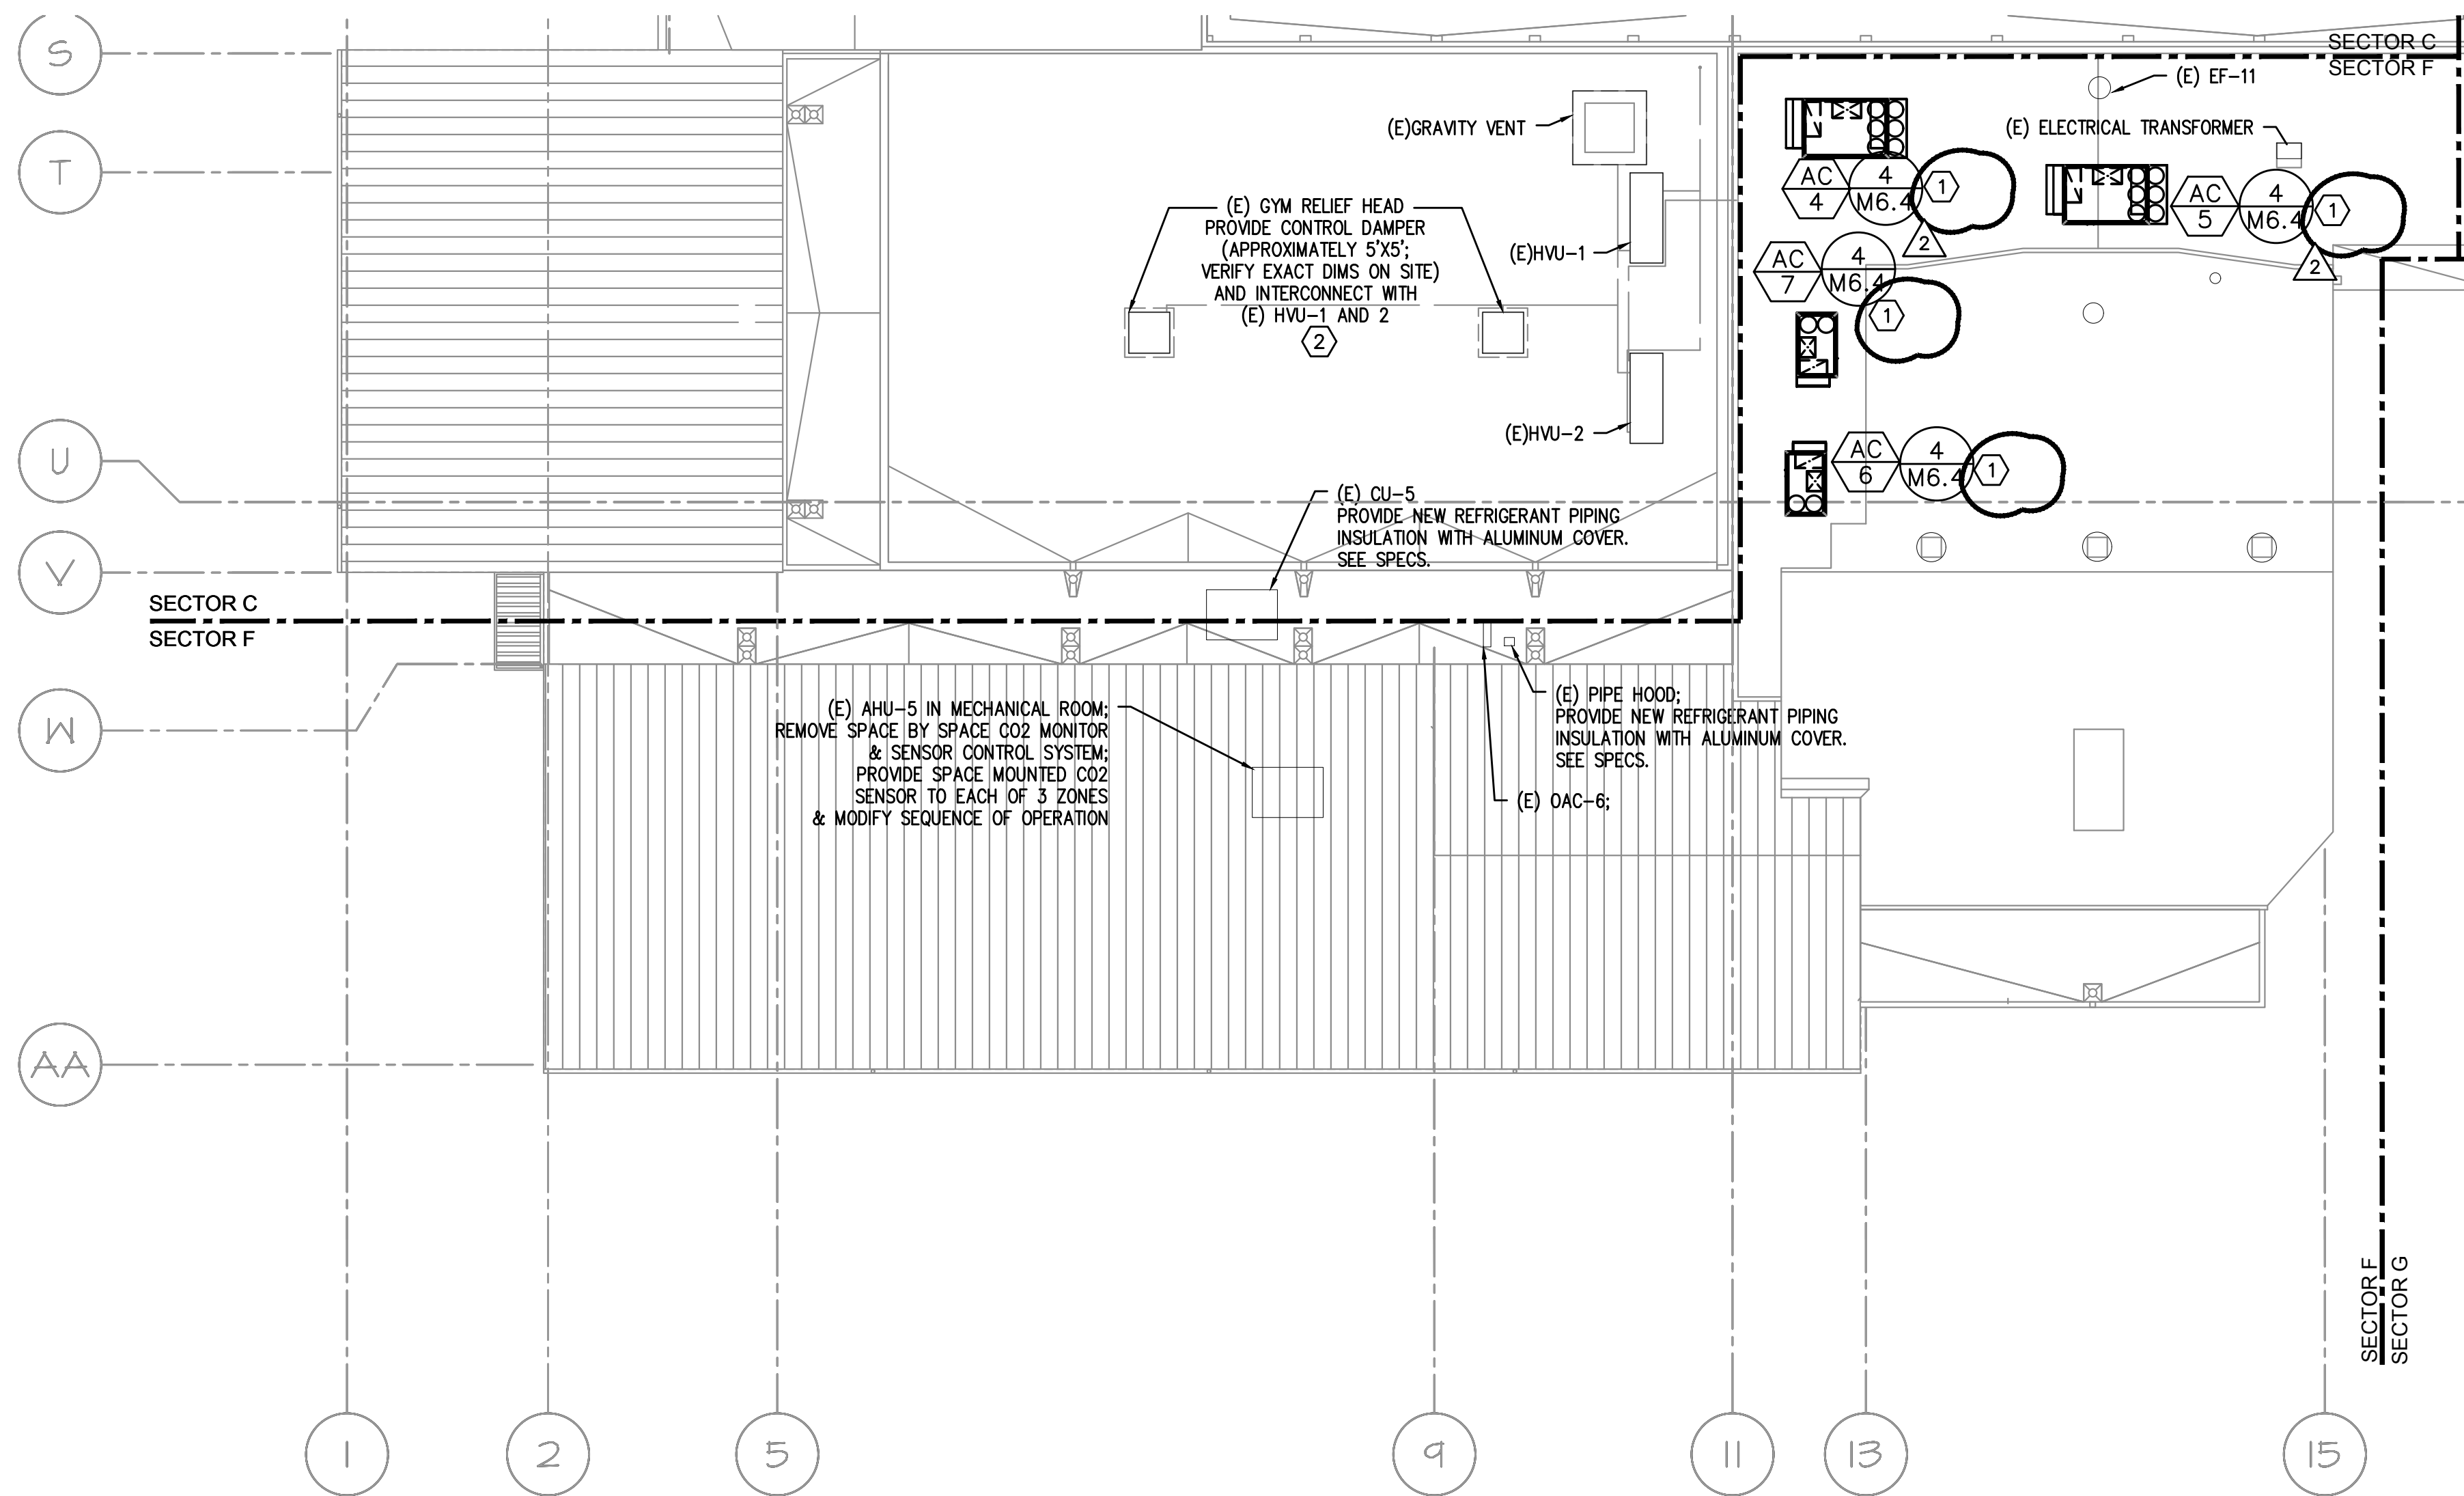 S
SECTOR C
SECTOR F
(E) EF-11
(E)GRAVITY VENT
(E) ELECTRICAL TRANSFORMER
T
AC
4
4
M6.4
1
2
AC
5
4
M6.4
1
2
(E) GYM RELIEF HEAD
PROVIDE CONTROL DAMPER
(APPROXIMATELY 5'X5';
VERIFY EXACT DIMS ON SITE)
AND INTERCONNECT WITH
(E) HVU-1 AND 2
2
(E)HVU-1
AC
7
4
M6.4
1
(E)HVU-2
AC
6
4
M6.4
1
U
(E) CU-5
PROVIDE NEW REFRIGERANT PIPING
INSULATION WITH ALUMINUM COVER.
SEE SPECS.
V
SECTOR C
SECTOR F
W
(E) AHU-5 IN MECHANICAL ROOM;
REMOVE SPACE BY SPACE CO2 MONITOR
& SENSOR CONTROL SYSTEM;
PROVIDE SPACE MOUNTED CO2
SENSOR TO EACH OF 3 ZONES
& MODIFY SEQUENCE OF OPERATION
(E) PIPE HOOD;
PROVIDE NEW REFRIGERANT PIPING
INSULATION WITH ALUMINUM COVER.
SEE SPECS.
(E) OAC-6;
AA
SECTOR F
SECTOR G
1
2
5
9
11
13
15